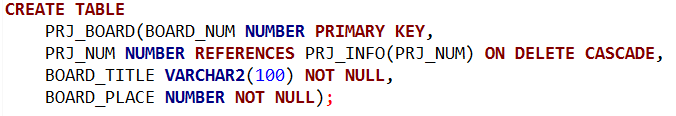 CREATE TABLE
PRJ_BOARD(BOARD_NUM NUMBER PRIMARY KEY,
PRJ_NUM NUMBER REFERENCES PRJ_INFO(PRJ_NUM) ON DELETE CASCADE,
BOARD_TITLE VARCHAR2(100) NOT NULL,
BOARD_PLACE NUMBER NOT NULL);